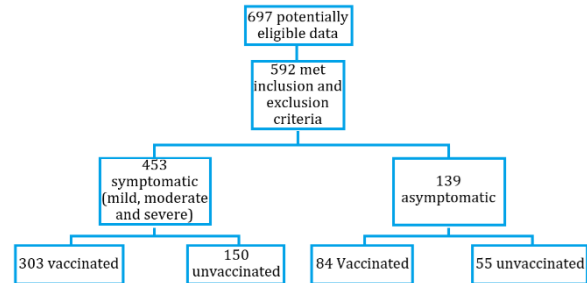 697 potentially
eligible data
592 met
inclusion and
exclusion
criteria
453
symptomatic
(mild, moderate
and severe)
139
asymptomatic
303 vaccinated
150
unvaccinated
84 Vaccinated
55 unvaccinated